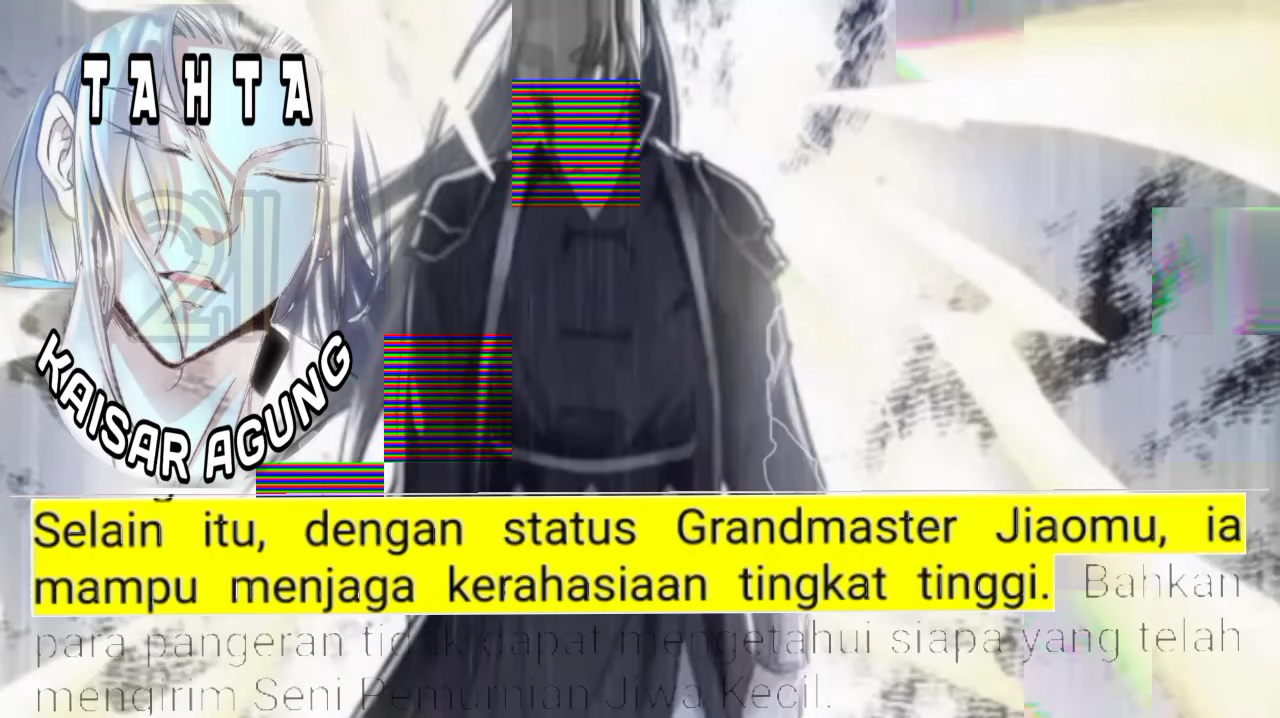 TAHTA
21
KAISAR AGUNG
Selain itu, dengan status Grandmaster Jiaomu, ia
mampu menjaga kerahasiaan tingkat tinggi. Bahkan
para pangeran tidak dapat mengetahui siapa yang telah
mengirim Seni Pemurnian Jiwa Kecil.